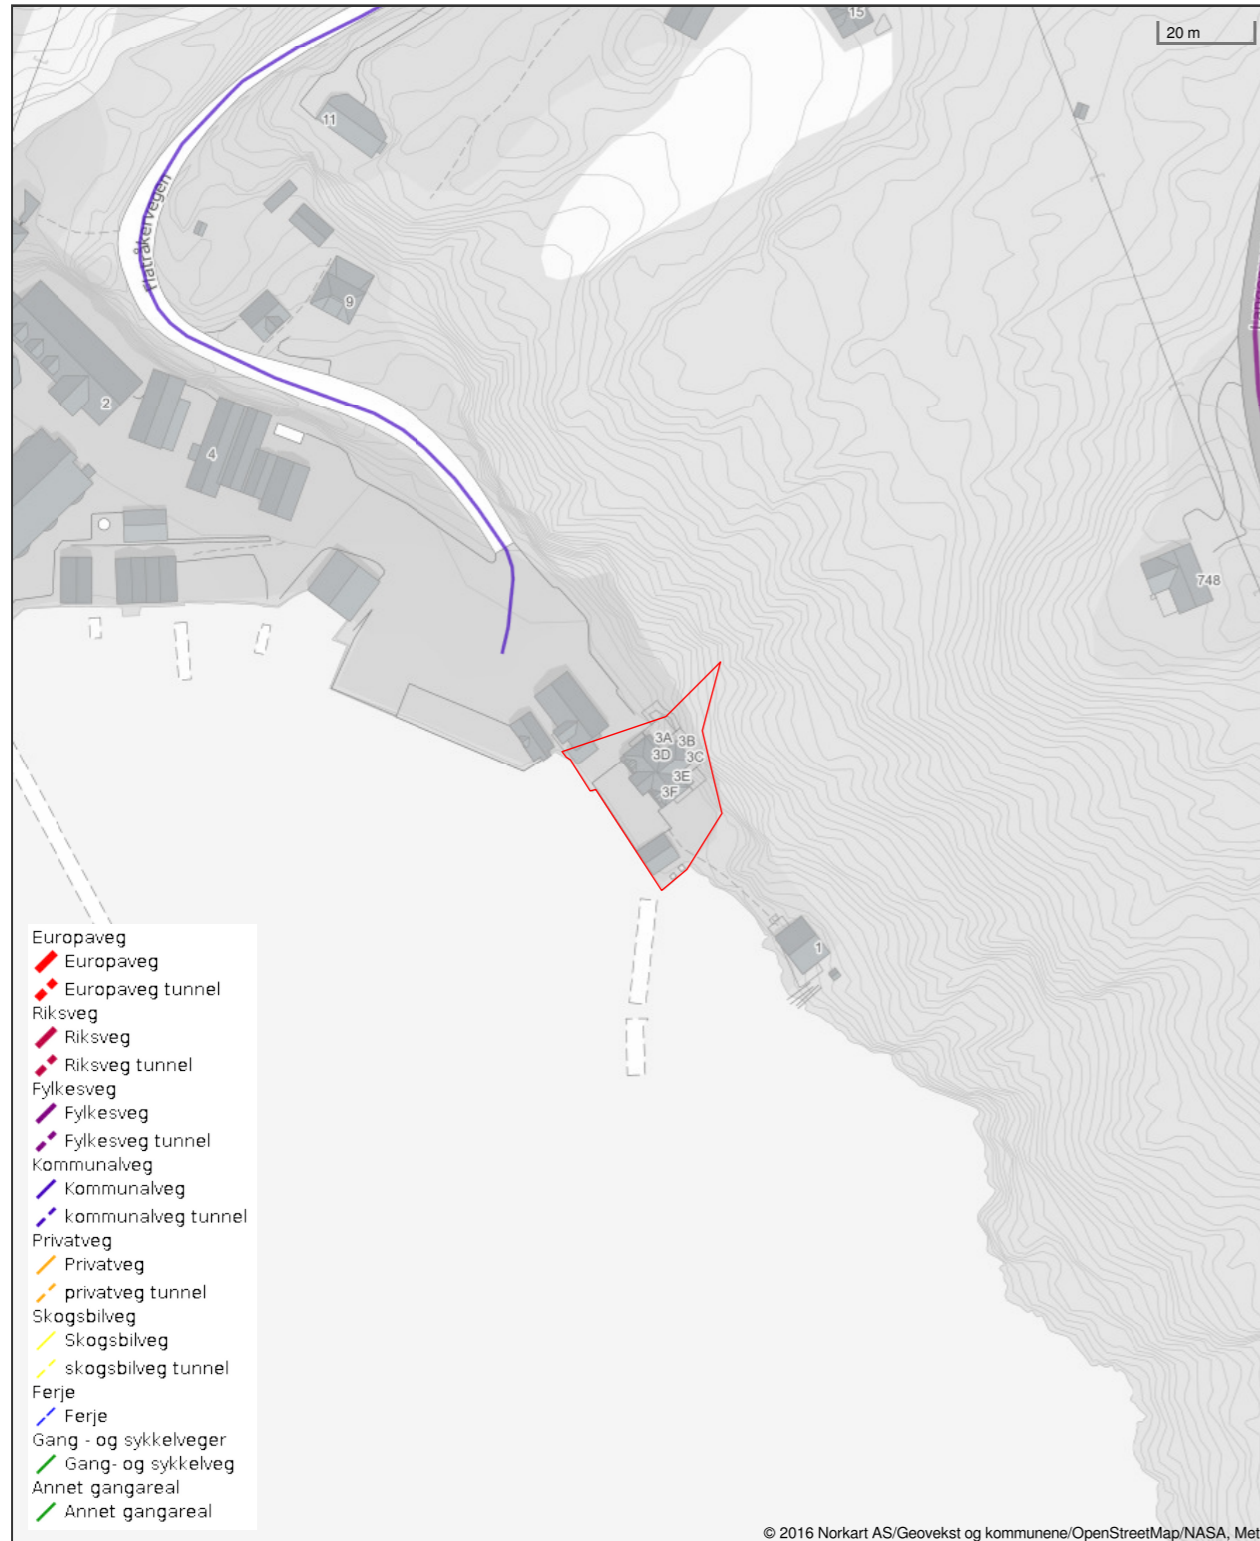 15
20 m
11
Flatråkervegen
9
2
4
748
3A
3B
3D
3C
3E
3F
1
Europaveg
Europaveg
Europaveg tunnel
Riksveg
Riksveg
Riksveg tunnel
Fylkesveg
Fylkesveg
Fylkesveg tunnel
Kommunalveg
Kommunalveg
kommunalveg tunnel
Privatveg
Privatveg
privatveg tunnel
Skogsbilveg
Skogsbilveg
skogsbilveg tunnel
Ferje
Ferje
Gang - og sykkelveger
Gang- og sykkelveg
Annet gangareal
Annet gangareal
© 2016 Norkart AS/Geovekst og kommunene/OpenStreetMap/NASA, Met